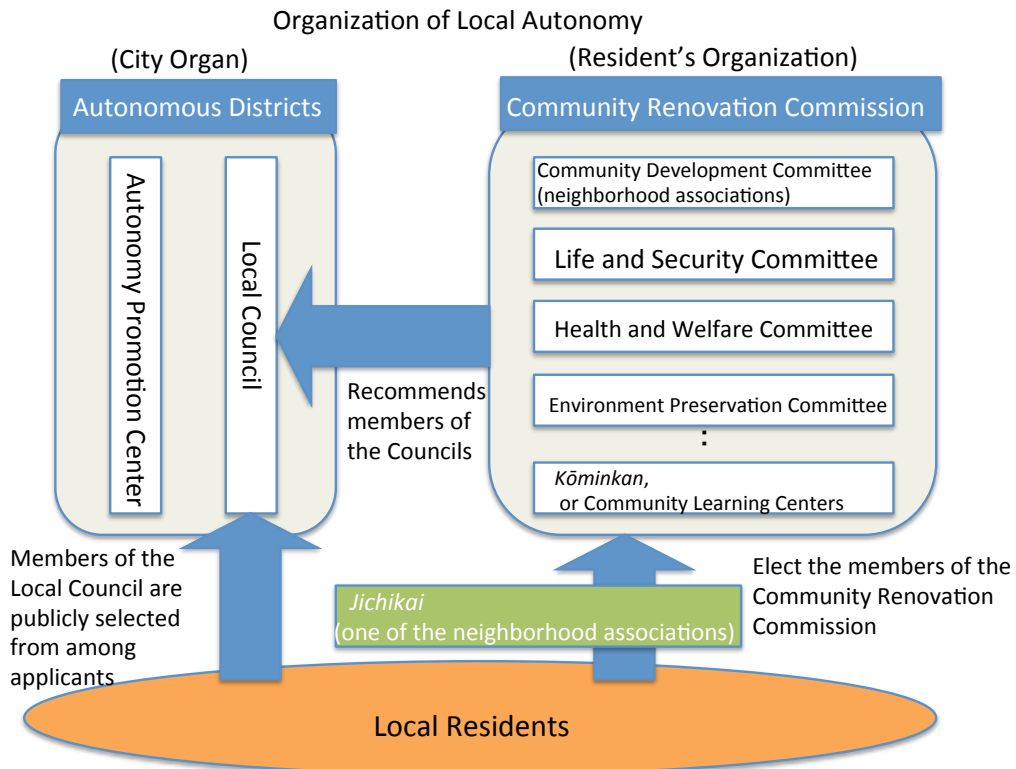 Organization of Local Autonomy
(City Organ)
(Resident's Organization)
Autonomous Districts
Community Renovation Commission
Autonomy Promotion Center
Local Council
Community Development Committee
(neighborhood associations)
Life and Security Committee
Health and Welfare Committee
Environment Preservation Committee
:
Kōminkan,
or Community Learning Centers
Recommends
members of
the Councils
Members of the
Local Council are
publicly selected
from among
applicants
Jichikai
(one of the neighborhood associations)
Elect the members of the
Community Renovation
Commission
Local Residents